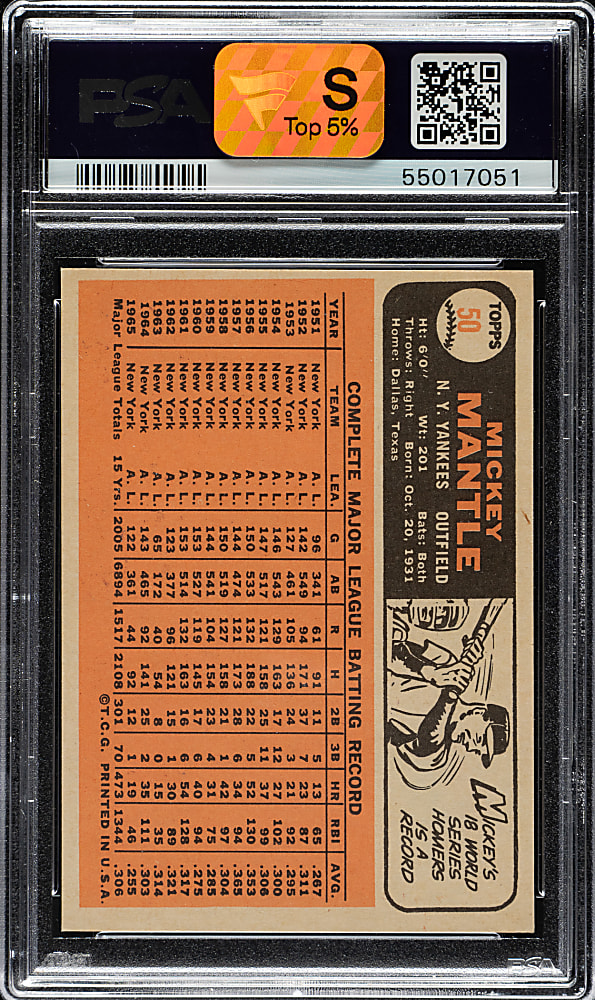 PSA
S
Top 5%
55017051
TOPPS
50
MICKEY
MANTLE
N. Y. YANKEES OUTFIELD
Ht: 6'0" Wt: 201 Bats: Both
Throws: Right Born: Oct. 20, 1931
Home: Dallas, Texas
MICKEY'S
18 WORLD
SERIES
HOMERS
IS A
RECORD
COMPLETE MAJOR LEAGUE BATTING RECORD
YEAR TEAM LEA. G AB R H 2B 3B HR RBI AVG.
1951 New York A. L. 96 341 61 91 11 5 13 65 .267
1952 New York A. L. 142 549 94 171 37 7 23 87 .311
1953 New York A. L. 127 461 105 136 24 3 21 92 .295
1954 New York A. L. 146 543 129 163 17 12 27 102 .300
1955 New York A. L. 147 517 121 158 25 11 37 99 .306
1956 New York A. L. 150 533 132 188 22 5 52 130 .353
1957 New York A. L. 144 474 121 173 28 6 34 94 .365
1958 New York A. L. 150 519 127 158 21 1 42 97 .304
1959 New York A. L. 144 541 104 154 23 4 31 75 .285
1960 New York A. L. 153 527 119 145 17 6 40 94 .275
1961 New York A. L. 153 514 132 163 16 6 54 128 .317
1962 New York A. L. 123 377 96 121 15 1 30 89 .321
1963 New York A. L. 65 172 40 54 8 0 15 35 .314
1964 New York A. L. 143 465 92 141 25 2 35 111 .303
1965 New York A. L. 122 361 44 92 12 1 19 46 .255
Major League Totals 15 Yrs. 2005 6894 1517 2108 301 70 473 1344 .306
©T.C.G. PRINTED IN U.S.A.
PSA